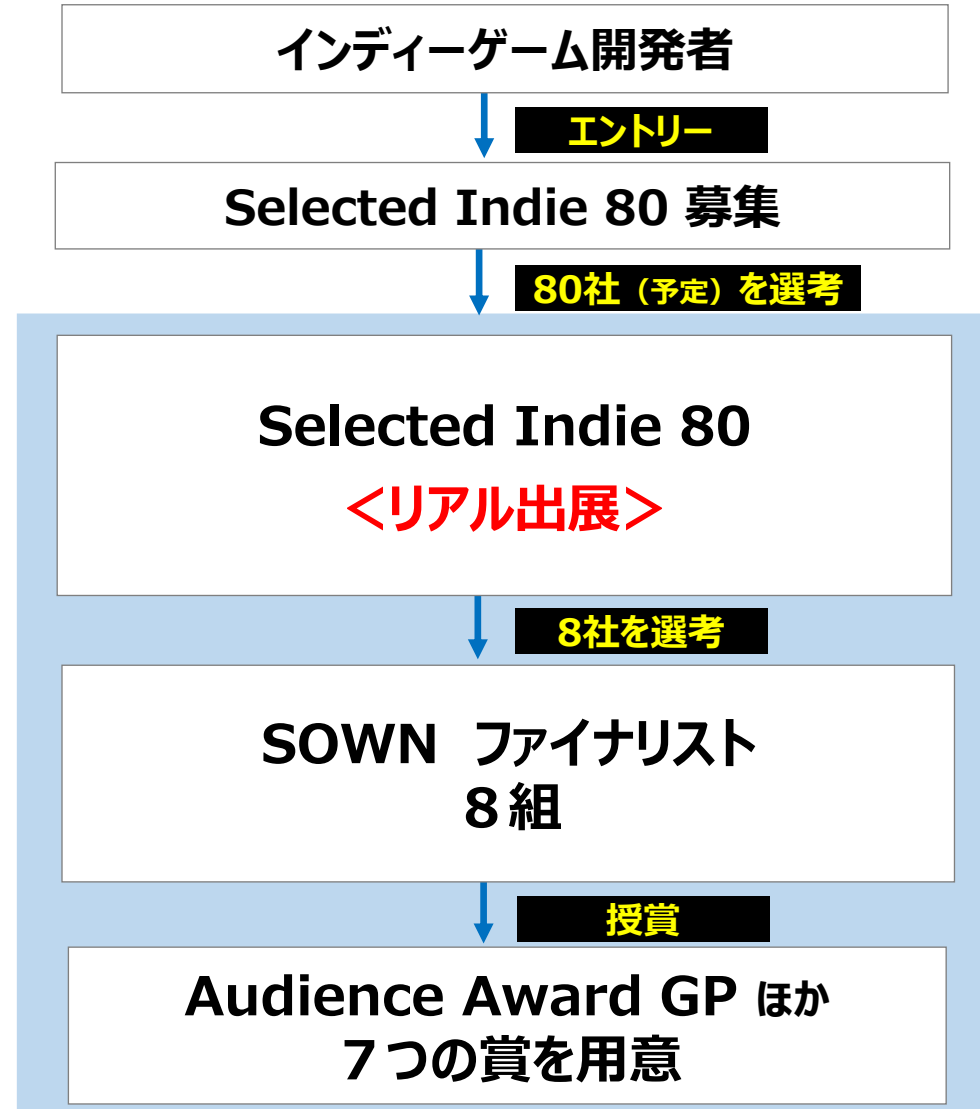 インディーゲーム開発者
エントリー
Selected Indie 80 募集
80社（予定）を選考
Selected Indie 80
＜リアル出展＞
8社を選考
SOWN ファイナリスト
８組
授賞
Audience Award GP ほか
７つの賞を用意